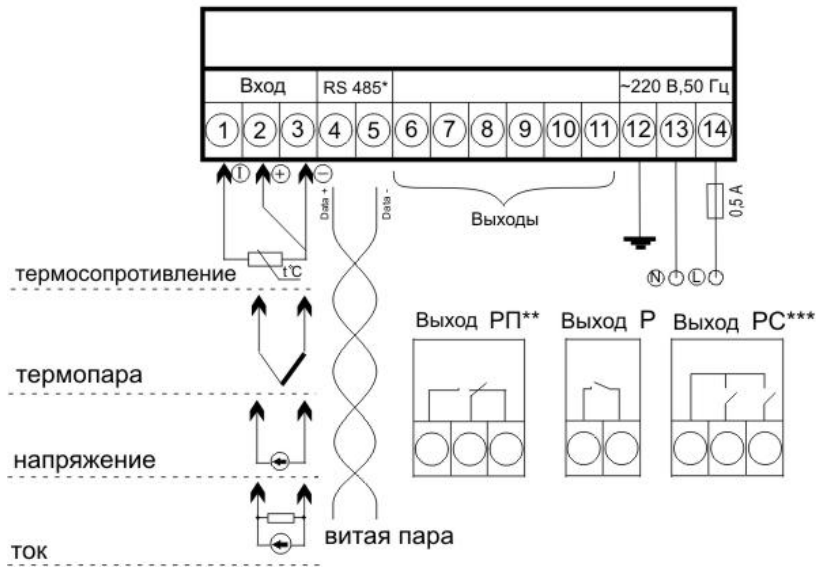 Вход RS 485* ~220 В,50 Гц
1 2 3 4 5 6 7 8 9 10 11 12 13 14
I + −
Data + Data -
Выходы
0,5 А
t°C
термосопротивление
N L
Выход РП** Выход Р Выход РС***
термопара
напряжение
витая пара
ток